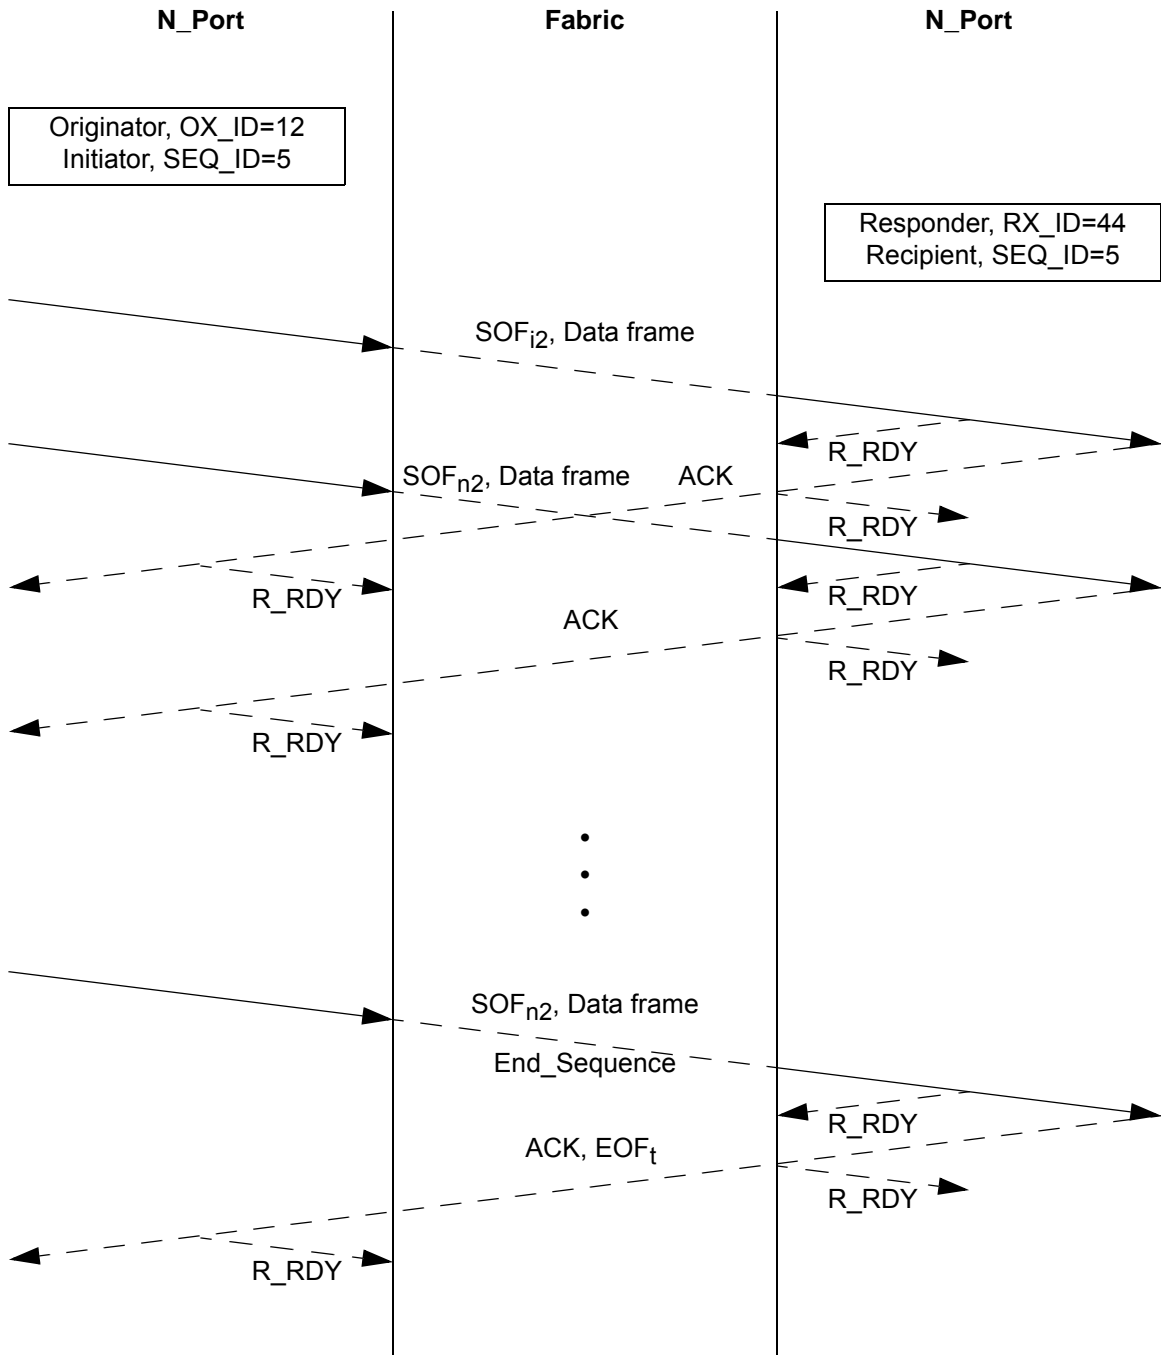 N_Port
Fabric
N_Port
Originator, OX_ID=12
Initiator, SEQ_ID=5
Responder, RX_ID=44
Recipient, SEQ_ID=5
SOFi2, Data frame
R_RDY
SOFn2, Data frame
ACK
R_RDY
R_RDY
R_RDY
ACK
R_RDY
R_RDY
SOFn2, Data frame
End_Sequence
R_RDY
ACK, EOFt
R_RDY
R_RDY